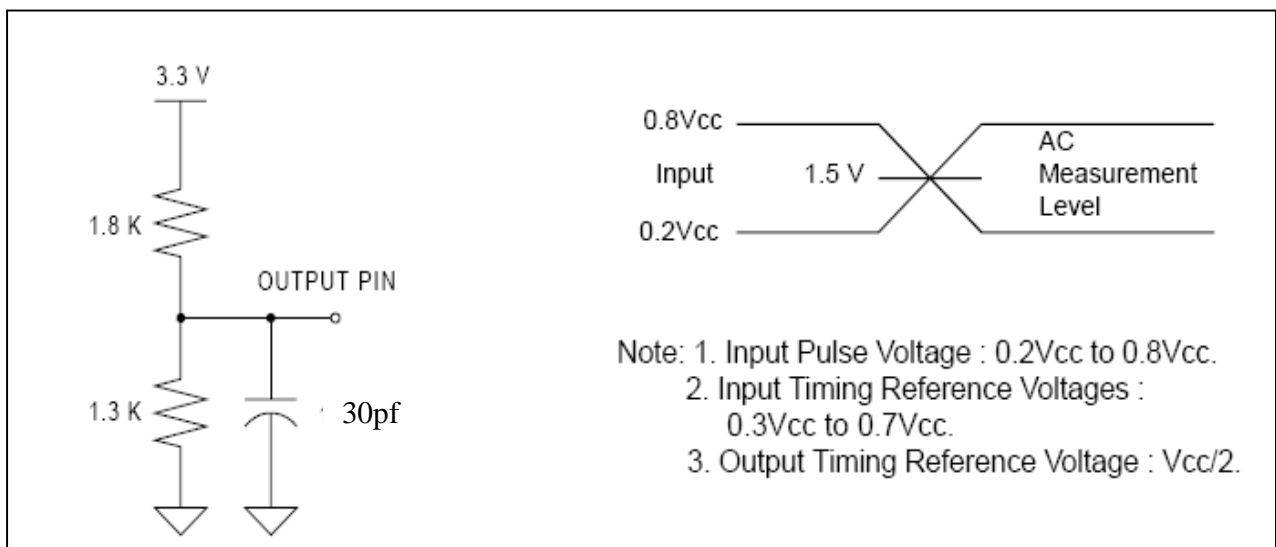 3.3 V
1.8 K
OUTPUT PIN
1.3 K
30pf
0.8Vcc
Input
1.5 V
0.2Vcc
AC
Measurement
Level
Note: 1. Input Pulse Voltage : 0.2Vcc to 0.8Vcc.
2. Input Timing Reference Voltages :
0.3Vcc to 0.7Vcc.
3. Output Timing Reference Voltage : Vcc/2.